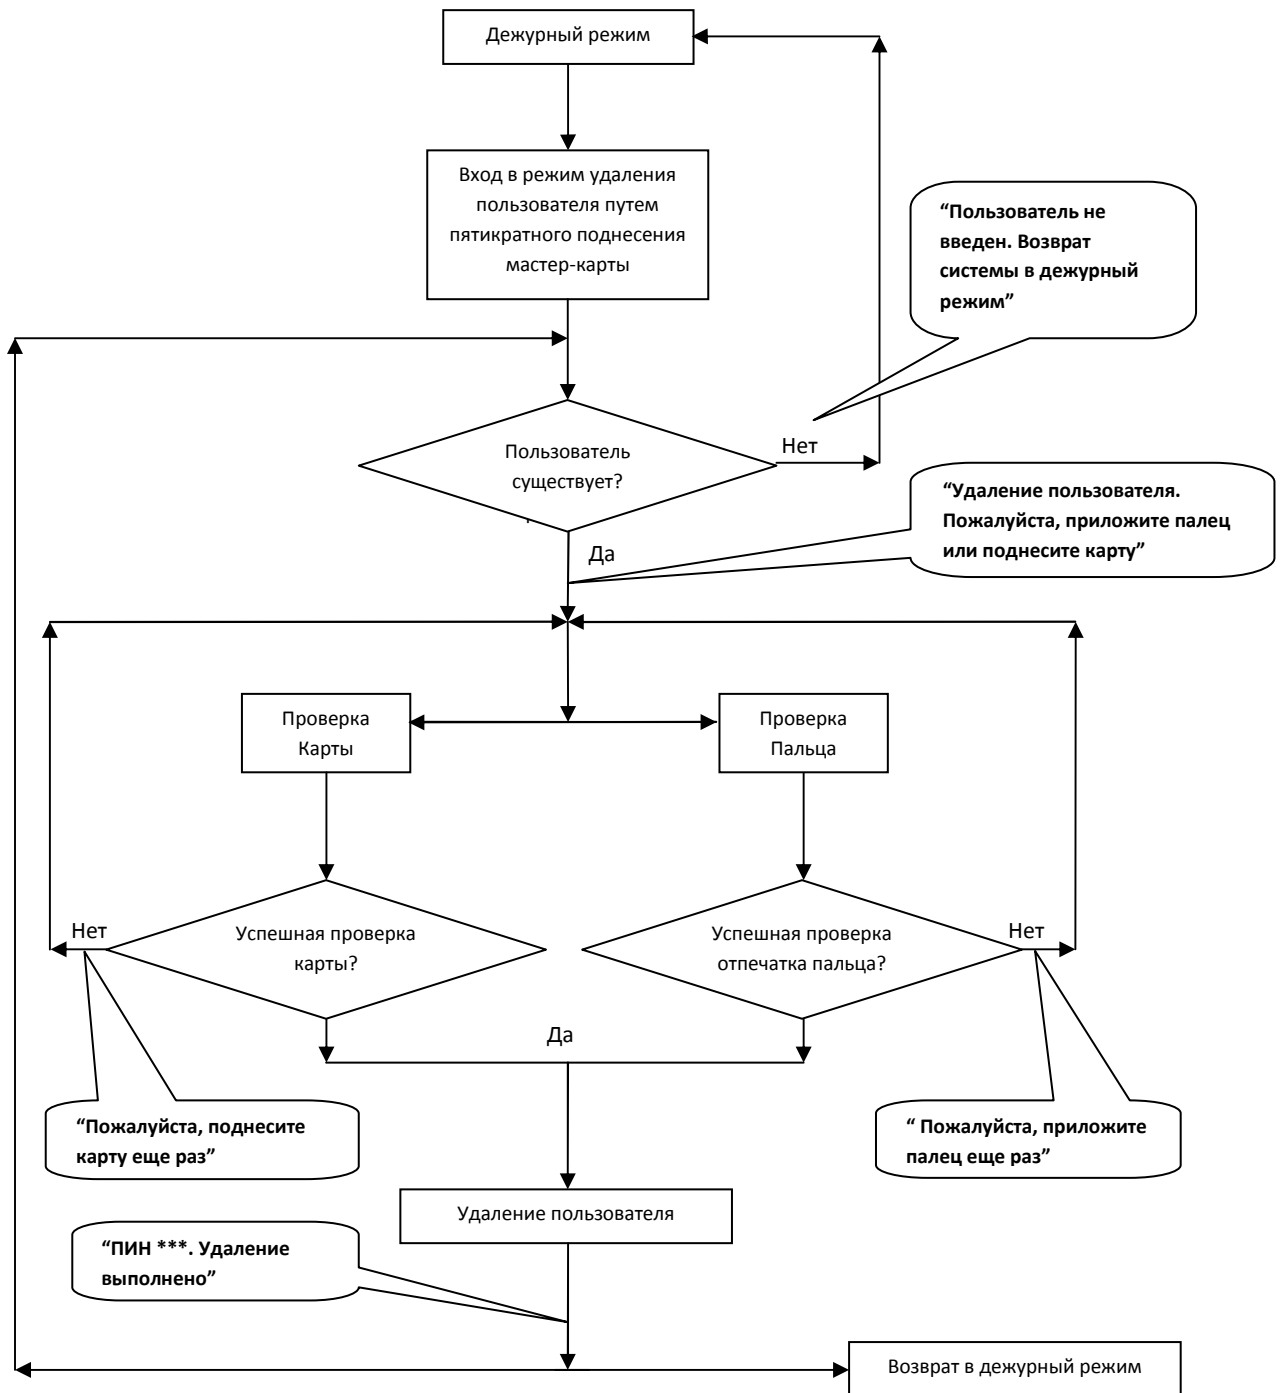 Дежурный режим
Вход в режим удаления
пользователя путем
пятикратного поднесения
мастер-карты
“Пользователь не
введен. Возврат
системы в дежурный
режим”
Нет
Пользователь
существует?
“Удаление пользователя.
Пожалуйста, приложите палец
или поднесите карту”
Да
Проверка
Карты
Проверка
Пальца
Нет
Успешная проверка
карты?
Успешная проверка
отпечатка пальца?
Нет
Да
“Пожалуйста, поднесите
карту еще раз”
“ Пожалуйста, приложите
палец еще раз”
Удаление пользователя
“ПИН ***. Удаление
выполнено”
Возврат в дежурный режим